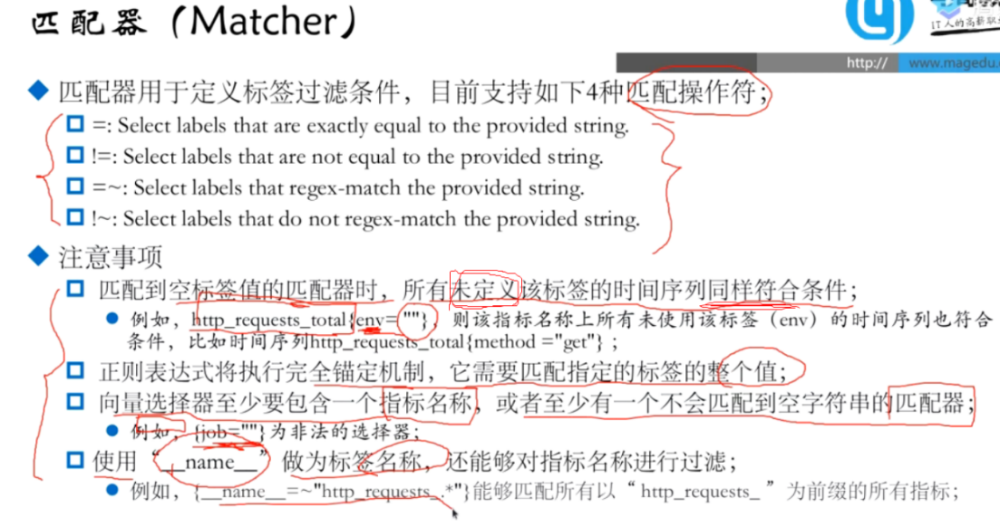 匹配器（Matcher）
IT人的高薪职
http:// www.magedu.c
匹配器用于定义标签过滤条件，目前支持如下4种匹配操作符；
=: Select labels that are exactly equal to the provided string.
!=: Select labels that are not equal to the provided string.
=~: Select labels that regex-match the provided string.
!~: Select labels that do not regex-match the provided string.
注意事项
匹配到空标签值的匹配器时，所有未定义该标签的时间序列同样符合条件；
例如，http_requests_total{env=""}，则该指标名称上所有未使用该标签（env）的时间序列也符合
条件，比如时间序列http_requests_total{method ="get"}；
正则表达式将执行完全锚定机制，它需要匹配指定的标签的整个值；
向量选择器至少要包含一个指标名称，或者至少有一个不会匹配到空字符串的匹配器；
例如，{job=""}为非法的选择器；
使用“__name__”做为标签名称，还能够对指标名称进行过滤；
例如，{__name__=~"http_requests_.*"}能够匹配所有以“http_requests_”为前缀的所有指标；